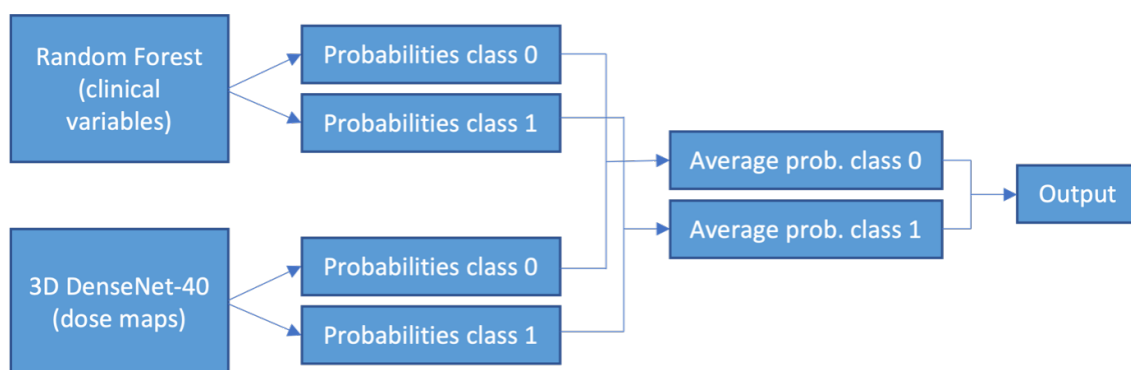 Random Forest
(clinical
variables)
Probabilities class 0
Probabilities class 1
3D DenseNet-40
(dose maps)
Probabilities class 0
Probabilities class 1
Average prob. class 0
Average prob. class 1
Output